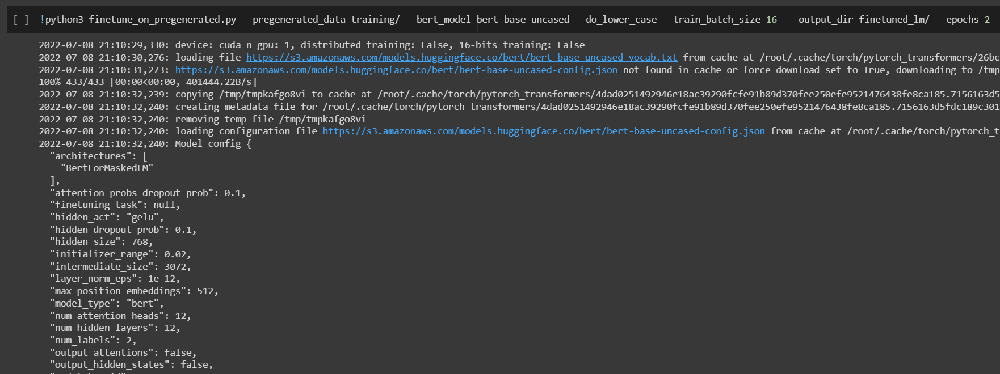 [ ] !python3 finetune_on_pregenerated.py --pregenerated_data training/ --bert_model bert-base-uncased --do_lower_case --train_batch_size 16  --output_dir finetuned_lm/ --epochs 2
2022-07-08 21:10:29,330: device: cuda n_gpu: 1, distributed training: False, 16-bits training: False
2022-07-08 21:10:30,276: loading file https://s3.amazonaws.com/models.huggingface.co/bert/bert-base-uncased-vocab.txt from cache at /root/.cache/torch/pytorch_transformers/26bc
2022-07-08 21:10:31,273: https://s3.amazonaws.com/models.huggingface.co/bert/bert-base-uncased-config.json not found in cache or force_download set to True, downloading to /tmp
100% 433/433 [00:00<00:00, 401444.22B/s]
2022-07-08 21:10:32,239: copying /tmp/tmpkafgo8vi to cache at /root/.cache/torch/pytorch_transformers/4dad0251492946e18ac39290fcfe91b89d370fee250efe9521476438fe8ca185.7156163d5
2022-07-08 21:10:32,240: creating metadata file for /root/.cache/torch/pytorch_transformers/4dad0251492946e18ac39290fcfe91b89d370fee250efe9521476438fe8ca185.7156163d5fdc189c301
2022-07-08 21:10:32,240: removing temp file /tmp/tmpkafgo8vi
2022-07-08 21:10:32,240: loading configuration file https://s3.amazonaws.com/models.huggingface.co/bert/bert-base-uncased-config.json from cache at /root/.cache/torch/pytorch_t
2022-07-08 21:10:32,240: Model config {
"architectures": [
"BertForMaskedLM"
],
"attention_probs_dropout_prob": 0.1,
"finetuning_task": null,
"hidden_act": "gelu",
"hidden_dropout_prob": 0.1,
"hidden_size": 768,
"initializer_range": 0.02,
"intermediate_size": 3072,
"layer_norm_eps": 1e-12,
"max_position_embeddings": 512,
"model_type": "bert",
"num_attention_heads": 12,
"num_hidden_layers": 12,
"num_labels": 2,
"output_attentions": false,
"output_hidden_states": false,